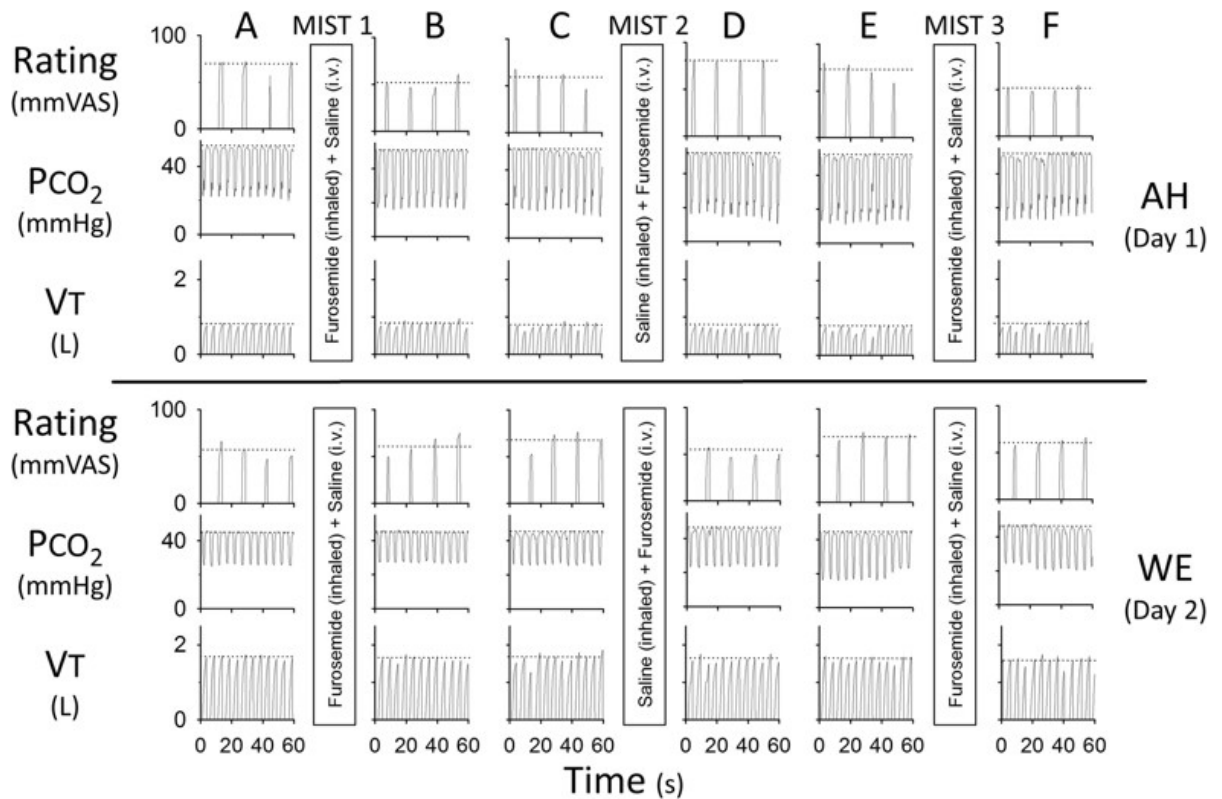 A MIST 1 B C MIST 2 D E MIST 3 F
Rating
(mmVAS)
100
0
PCO2
(mmHg)
40
0
VT
(L)
2
0
Furosemide (inhaled) + Saline (i.v.)
Saline (inhaled) + Furosemide (i.v.)
Furosemide (inhaled) + Saline (i.v.)
AH
(Day 1)
Rating
(mmVAS)
100
0
PCO2
(mmHg)
40
0
VT
(L)
2
0
Furosemide (inhaled) + Saline (i.v.)
Saline (inhaled) + Furosemide (i.v.)
Furosemide (inhaled) + Saline (i.v.)
WE
(Day 2)
0 20 40 60 0 20 40 60 0 20 40 60 0 20 40 60 0 20 40 60 0 20 40 60
Time (s)